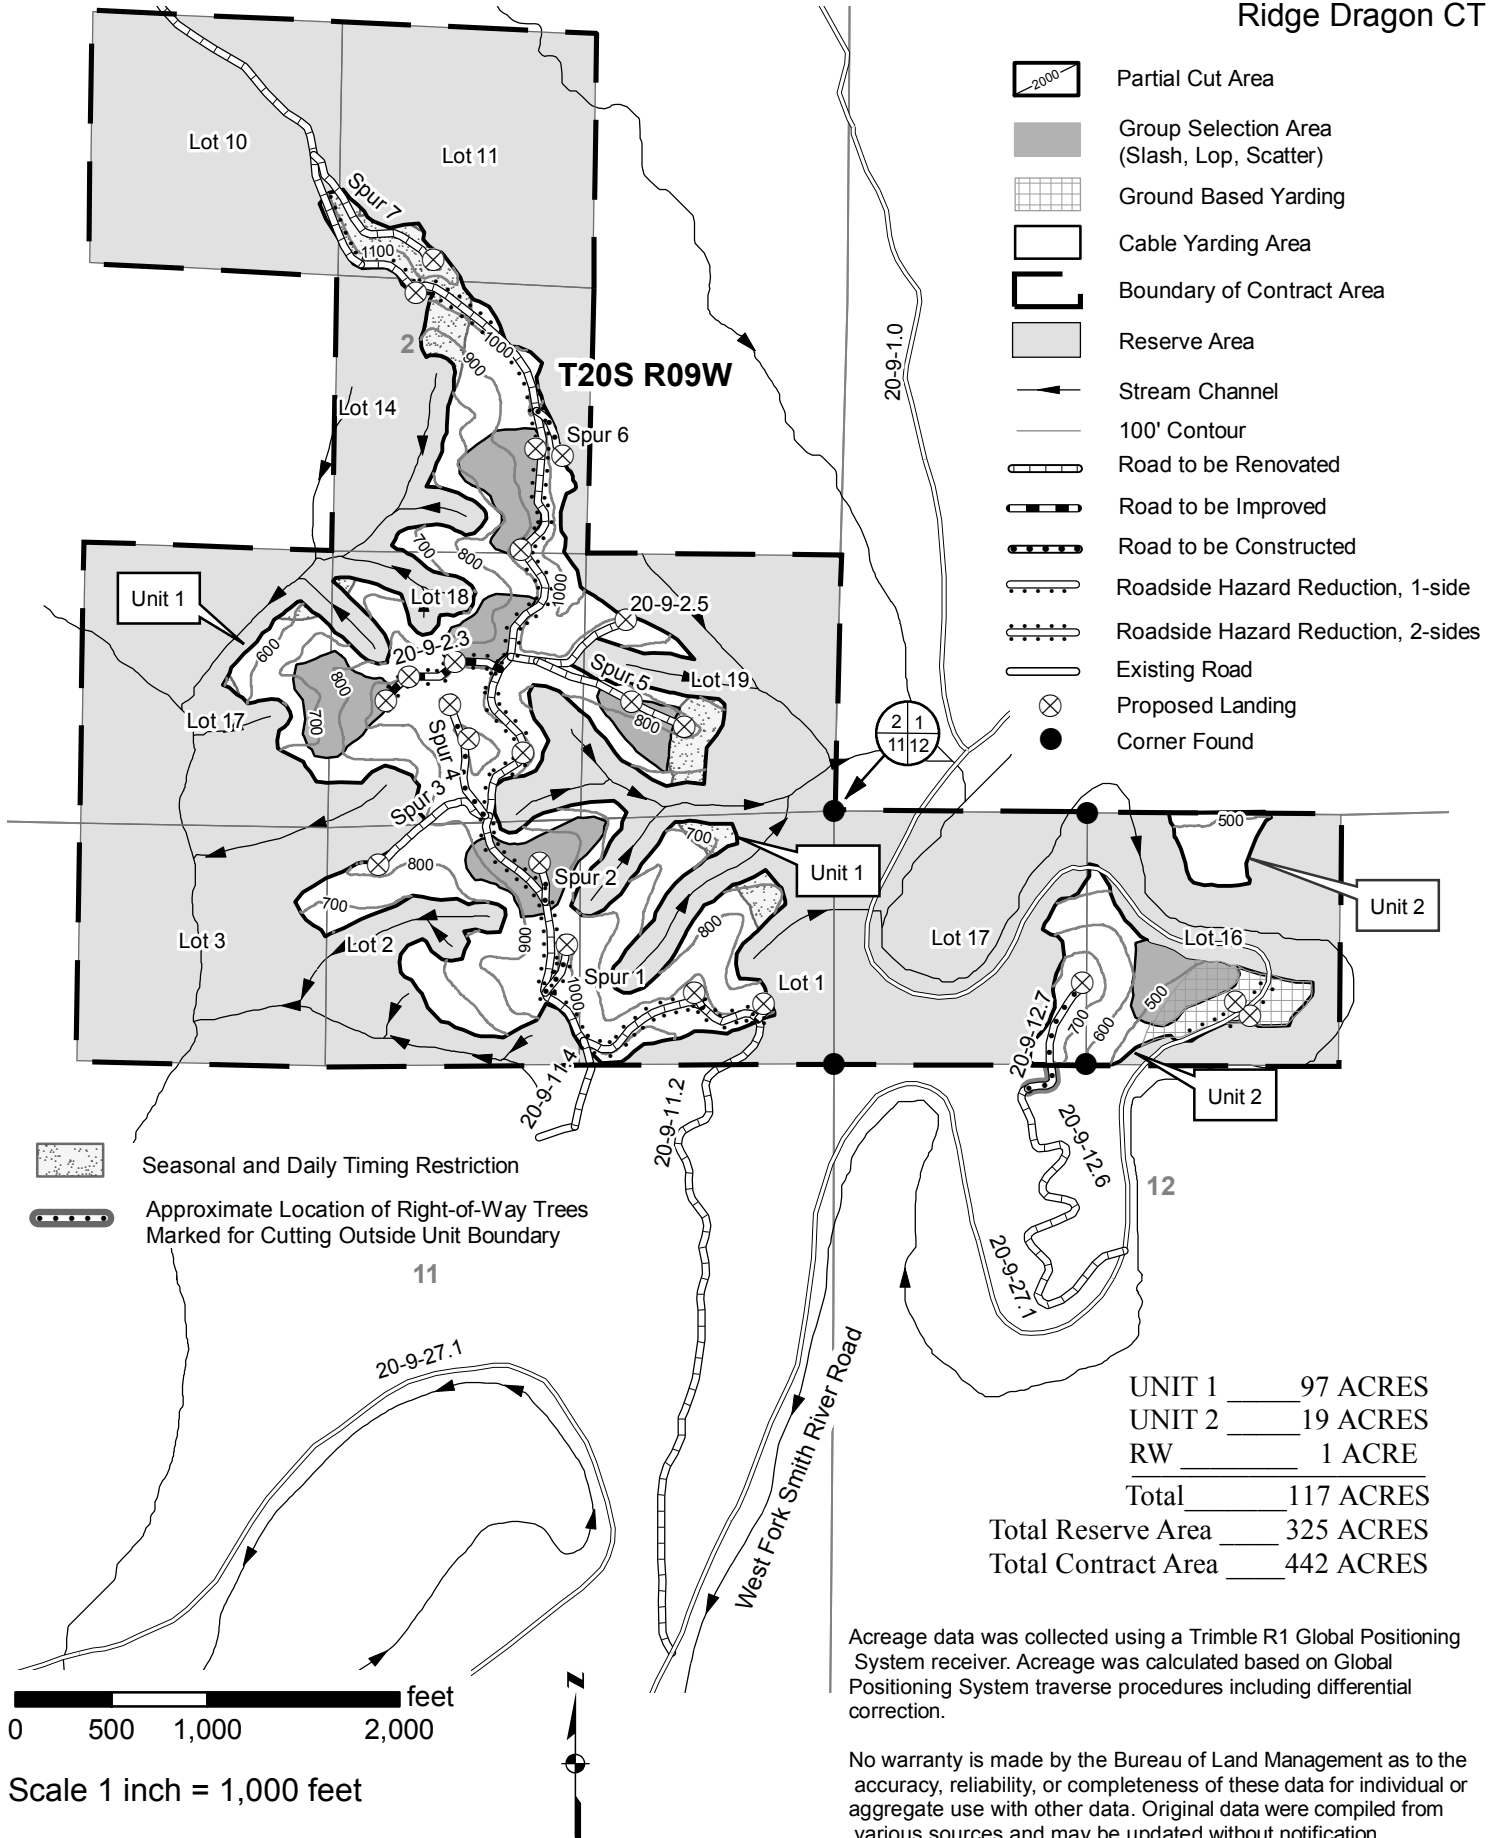 Ridge Dragon CT
2000
Partial Cut Area
Group Selection Area
(Slash, Lop, Scatter)
Ground Based Yarding
Cable Yarding Area
Boundary of Contract Area
Reserve Area
Stream Channel
100' Contour
Road to be Renovated
Road to be Improved
Road to be Constructed
Roadside Hazard Reduction, 1-side
Roadside Hazard Reduction, 2-sides
Existing Road
Proposed Landing
Corner Found
Lot 10
Lot 11
Spur 7
1100
2
1000
900
T20S R09W
20-9-1.0
Lot 14
Spur 6
700
800
1000
Unit 1
Lot 18
20-9-2.5
600
20-9-2.3
800
Spur 5
Lot 19
Lot 17
700
800
2 1
11 12
Spur 4
Spur 3
700
500
Unit 1
800
Spur 2
Unit 2
700
800
Lot 3
Lot 2
900
Lot 17
Lot 16
Spur 1
1000
Lot 1
500
700
600
20-9-12.7
20-9-11.4
20-9-11.2
Unit 2
20-9-12.6
12
Seasonal and Daily Timing Restriction
Approximate Location of Right-of-Way Trees
Marked for Cutting Outside Unit Boundary
11
20-9-27.1
20-9-27.1
West Fork Smith River Road
UNIT 1 _____97 ACRES
UNIT 2 _____19 ACRES
RW ________ 1 ACRE
Total_______117 ACRES
Total Reserve Area ____ 325 ACRES
Total Contract Area ____442 ACRES
Acreage data was collected using a Trimble R1 Global Positioning
System receiver. Acreage was calculated based on Global
Positioning System traverse procedures including differential
correction.
feet
0 500 1,000 2,000
Z
Scale 1 inch = 1,000 feet
No warranty is made by the Bureau of Land Management as to the
accuracy, reliability, or completeness of these data for individual or
aggregate use with other data. Original data were compiled from
various sources and may be updated without notification.